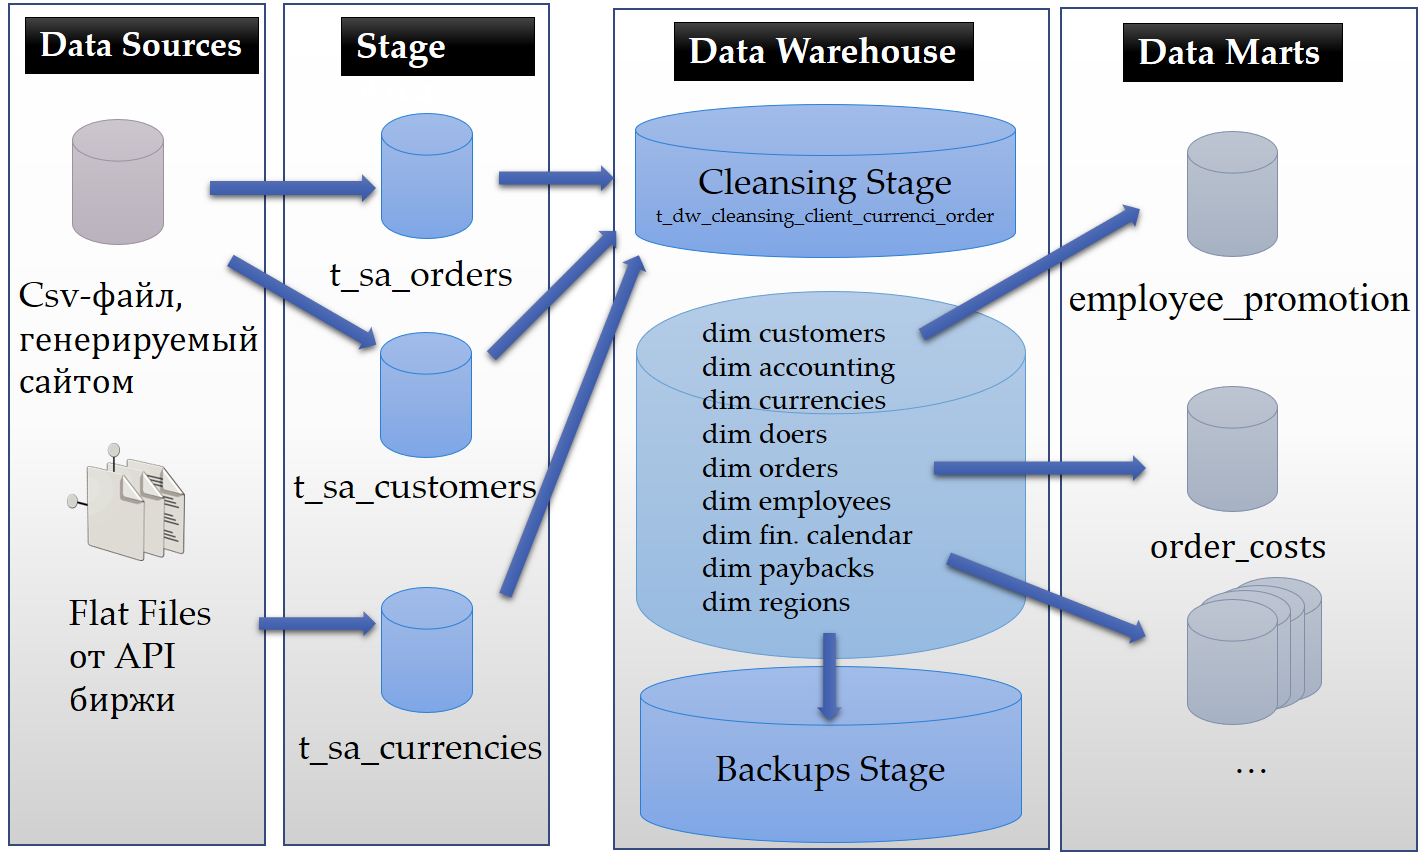 Data Sources
Csv-файл,
генерируемый
сайтом
Flat Files
от API
биржи
Stage
t_sa_orders
t_sa_customers
t_sa_currencies
Data Warehouse
Cleansing Stage
t_dw_cleansing_client_currenci_order
dim customers
dim accounting
dim currencies
dim doers
dim orders
dim employees
dim fin. calendar
dim paybacks
dim regions
Backups Stage
Data Marts
employee_promotion
order_costs
...